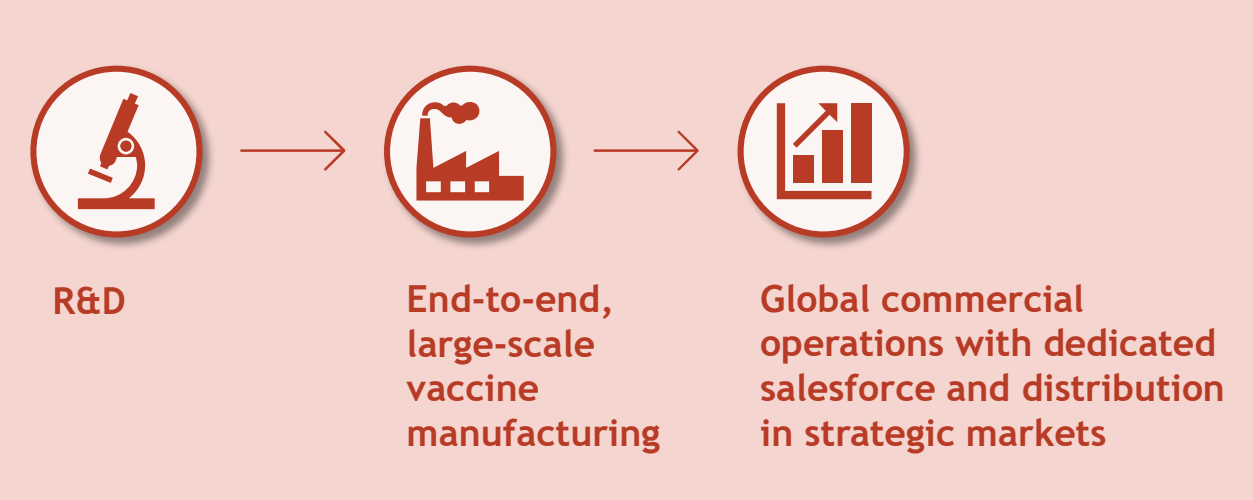 R&D
End-to-end,
large-scale
vaccine
manufacturing
Global commercial
operations with dedicated
salesforce and distribution
in strategic markets